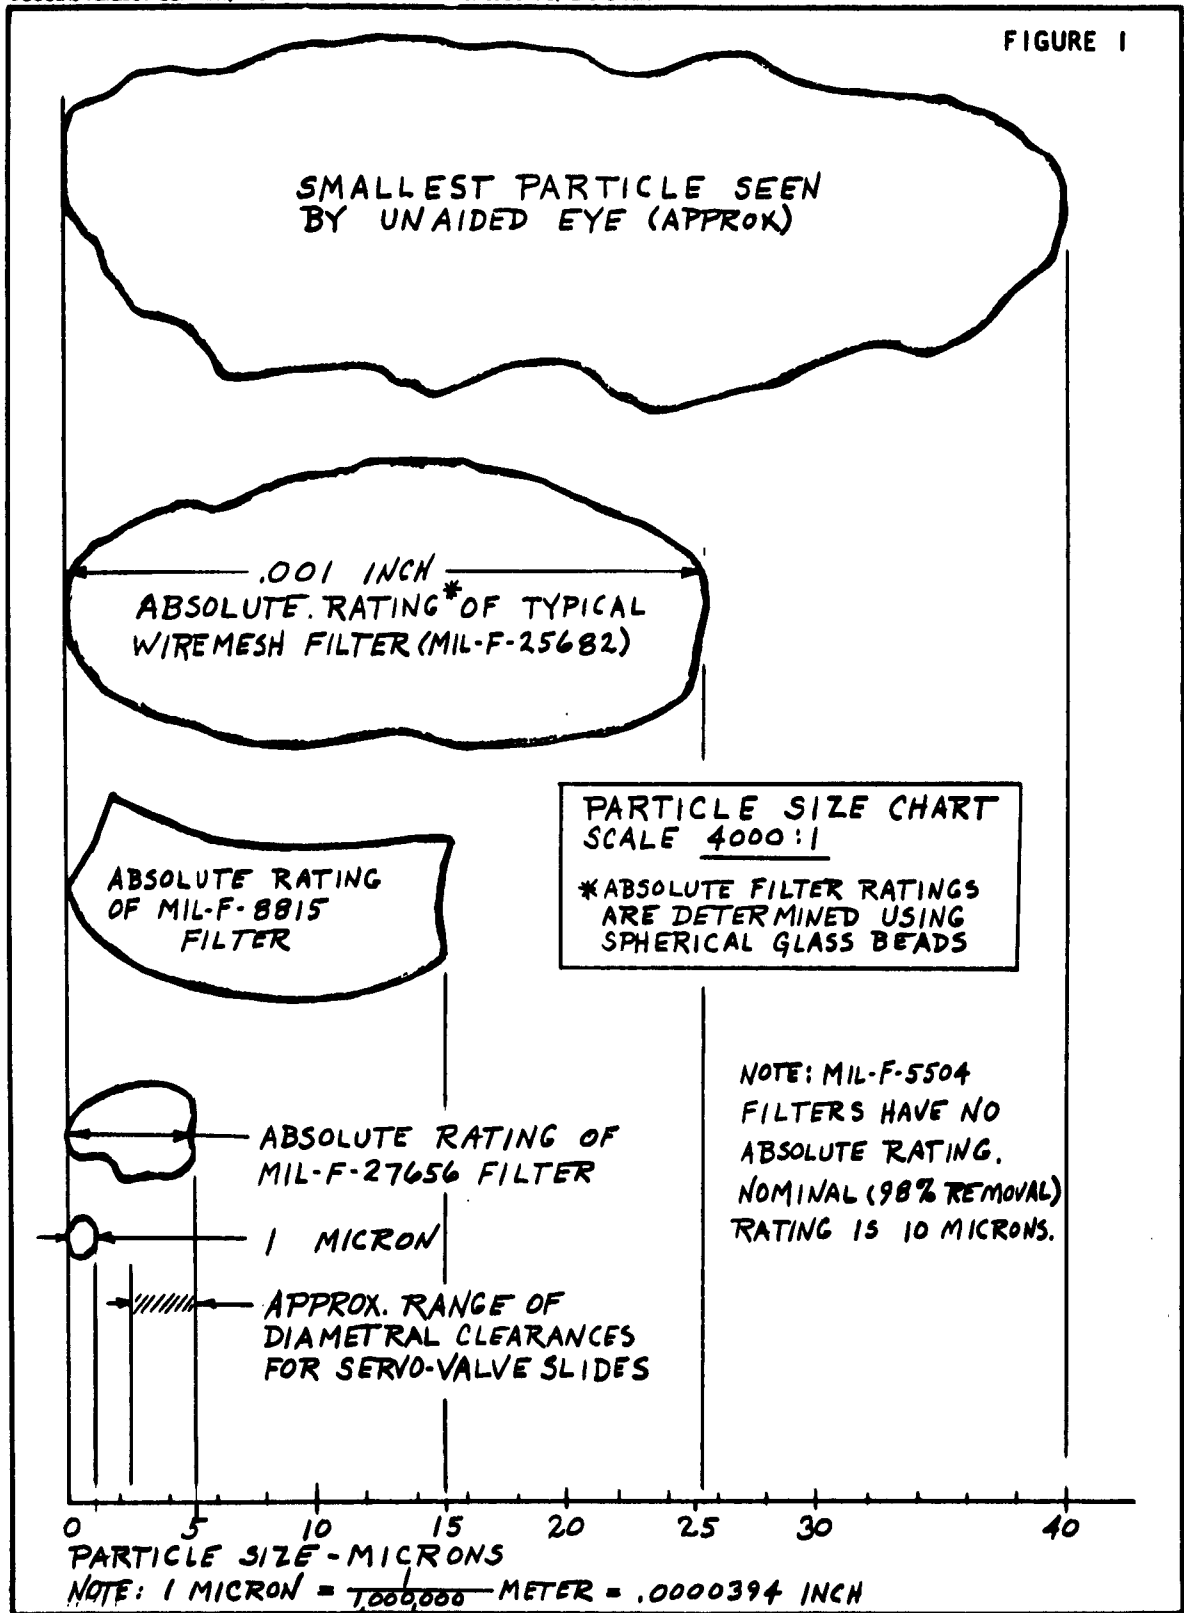 FIGURE 1
SMALLEST PARTICLE SEEN
BY UNAIDED EYE (APPROX)
.001 INCH
ABSOLUTE. RATING* OF TYPICAL
WIREMESH FILTER (MIL-F-25682)
PARTICLE SIZE CHART
SCALE 4000:1
*ABSOLUTE FILTER RATINGS
ARE DETERMINED USING
SPHERICAL GLASS BEADS
ABSOLUTE RATING
OF MIL-F-8815
FILTER
NOTE: MIL-F-5504
FILTERS HAVE NO
ABSOLUTE RATING.
NOMINAL (98% REMOVAL)
RATING IS 10 MICRONS.
ABSOLUTE RATING OF
MIL-F-27656 FILTER
1 MICRON
APPROX. RANGE OF
DIAMETRAL CLEARANCES
FOR SERVO-VALVE SLIDES
0 5 10 15 20 25 30 40
PARTICLE SIZE - MICRONS
NOTE: 1 MICRON = 1/1,000,000 METER = .0000394 INCH